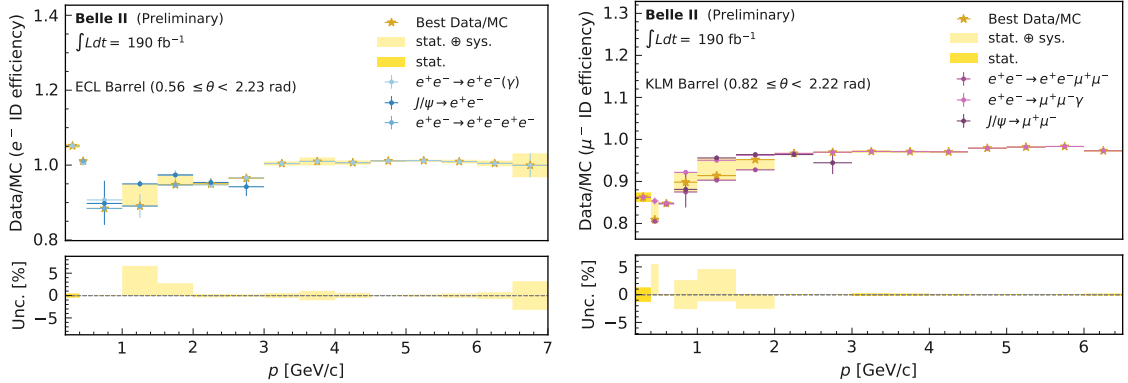 Belle II (Preliminary)
∫Ldt = 190 fb⁻¹
ECL Barrel (0.56 ≤ θ < 2.23 rad)
Best Data/MC
stat. ⊕ sys.
stat.
e⁺e⁻→e⁺e⁻(γ)
J/ψ→e⁺e⁻
e⁺e⁻→e⁺e⁻e⁺e⁻
Data/MC (e⁻ ID efficiency)
1.4
1.2
1.0
0.8
Unc. [%]
5
0
−5
1 2 3 4 5 6 7
p [GeV/c]
Belle II (Preliminary)
∫Ldt = 190 fb⁻¹
KLM Barrel (0.82 ≤ θ < 2.22 rad)
Best Data/MC
stat. ⊕ sys.
stat.
e⁺e⁻→e⁺e⁻μ⁺μ⁻
e⁺e⁻→μ⁺μ⁻γ
J/ψ→μ⁺μ⁻
Data/MC (μ⁻ ID efficiency)
1.3
1.2
1.1
1.0
0.9
0.8
Unc. [%]
5
0
−5
1 2 3 4 5 6
p [GeV/c]